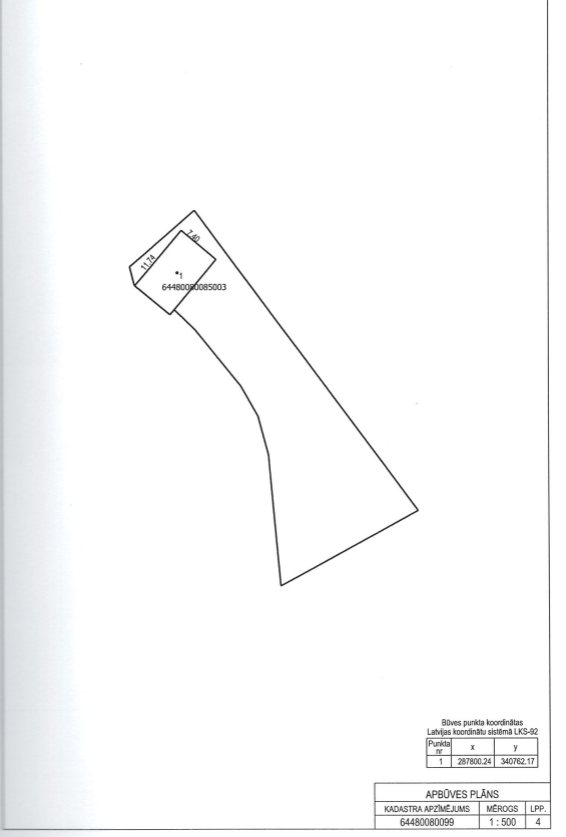 7.40
11.74
1
64480080085003
Būves punkta koordinātas
Latvijas koordinātu sistēmā LKS-92
Punkta nr x y
1 287800.24 340762.17
APBŪVES PLĀNS
KADASTRA APZĪMĒJUMS MĒROGS LPP.
64480080099 1 : 500 4